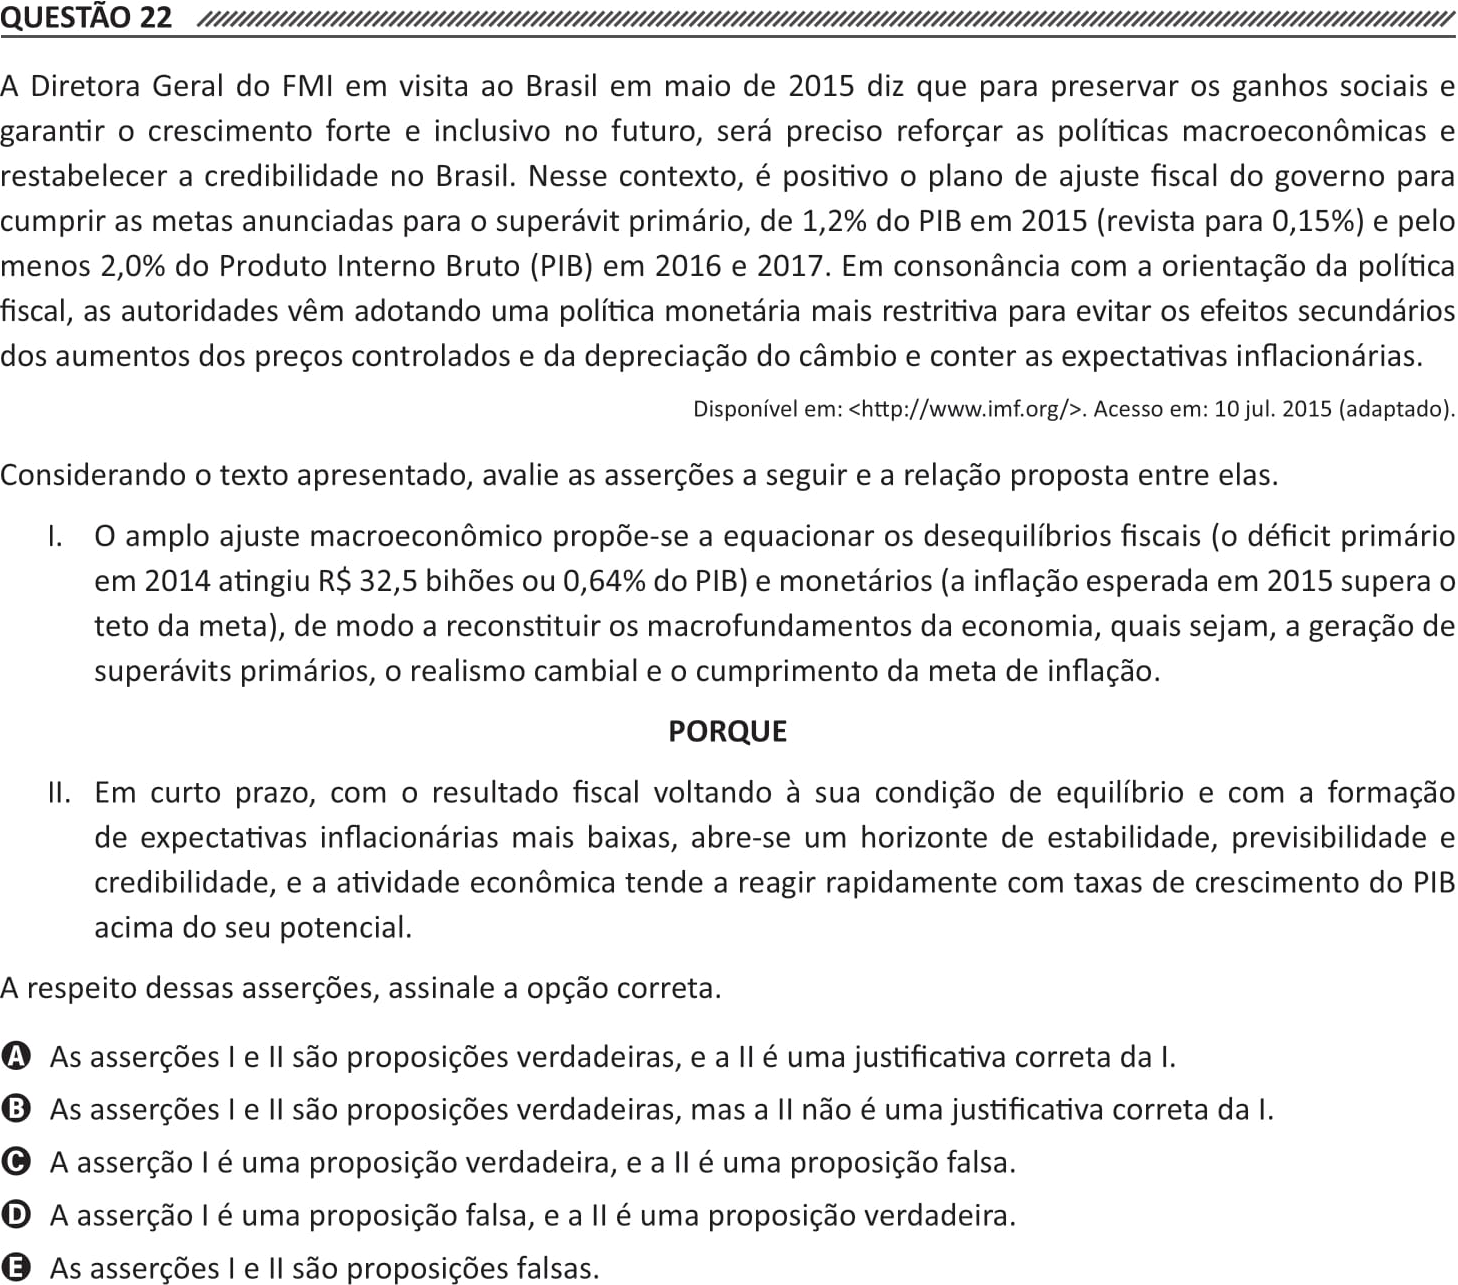 QUESTÃO 22
A Diretora Geral do FMI em visita ao Brasil em maio de 2015 diz que para preservar os ganhos sociais e
garantir o crescimento forte e inclusivo no futuro, será preciso reforçar as políticas macroeconômicas e
restabelecer a credibilidade no Brasil. Nesse contexto, é positivo o plano de ajuste fiscal do governo para
cumprir as metas anunciadas para o superávit primário, de 1,2% do PIB em 2015 (revista para 0,15%) e pelo
menos 2,0% do Produto Interno Bruto (PIB) em 2016 e 2017. Em consonância com a orientação da política
fiscal, as autoridades vêm adotando uma política monetária mais restritiva para evitar os efeitos secundários
dos aumentos dos preços controlados e da depreciação do câmbio e conter as expectativas inflacionárias.
Disponível em: <http://www.imf.org/>. Acesso em: 10 jul. 2015 (adaptado).
Considerando o texto apresentado, avalie as asserções a seguir e a relação proposta entre elas.
I. O amplo ajuste macroeconômico propõe-se a equacionar os desequilíbrios fiscais (o déficit primário
em 2014 atingiu R$ 32,5 bihões ou 0,64% do PIB) e monetários (a inflação esperada em 2015 supera o
teto da meta), de modo a reconstituir os macrofundamentos da economia, quais sejam, a geração de
superávits primários, o realismo cambial e o cumprimento da meta de inflação.
PORQUE
II. Em curto prazo, com o resultado fiscal voltando à sua condição de equilíbrio e com a formação
de expectativas inflacionárias mais baixas, abre-se um horizonte de estabilidade, previsibilidade e
credibilidade, e a atividade econômica tende a reagir rapidamente com taxas de crescimento do PIB
acima do seu potencial.
A respeito dessas asserções, assinale a opção correta.
A As asserções I e II são proposições verdadeiras, e a II é uma justificativa correta da I.
B As asserções I e II são proposições verdadeiras, mas a II não é uma justificativa correta da I.
C A asserção I é uma proposição verdadeira, e a II é uma proposição falsa.
D A asserção I é uma proposição falsa, e a II é uma proposição verdadeira.
E As asserções I e II são proposições falsas.